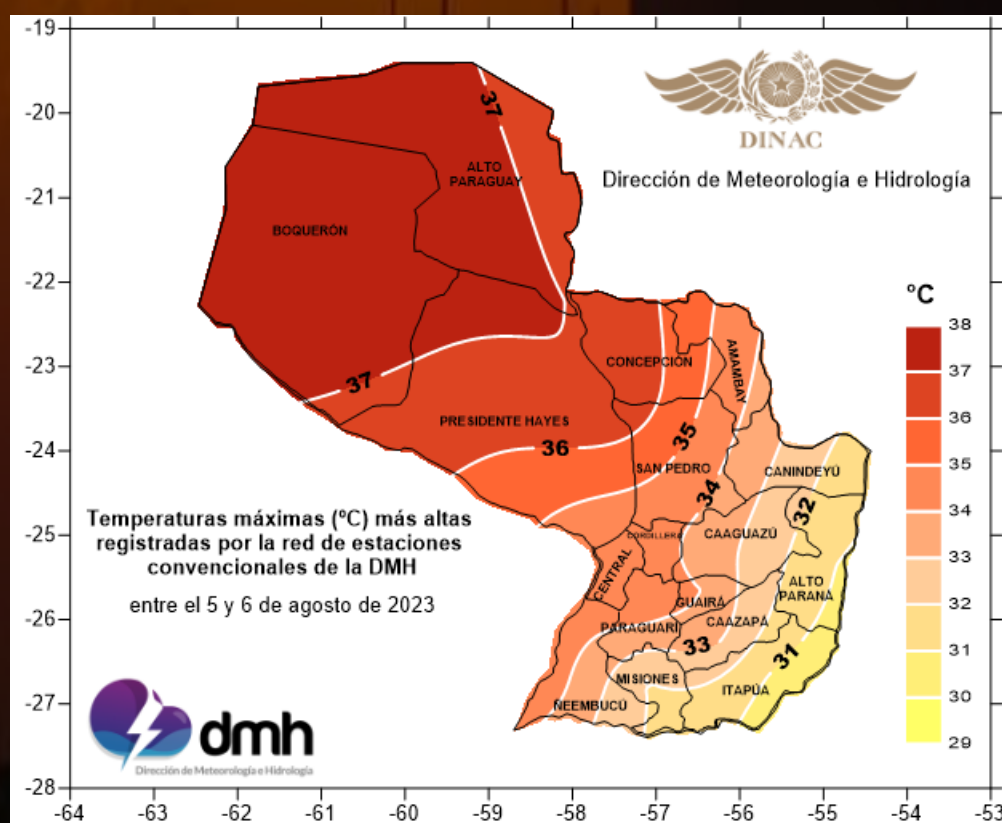 -19
-20
-21
-22
-23
-24
-25
-26
-27
-28
-64
-63
-62
-61
-60
-59
-58
-57
-56
-55
-54
-53
DINAC
Dirección de Meteorología e Hidrología
37
ALTO
PARAGUAY
BOQUERÓN
37
CONCEPCIÓN
AMAMBAY
PRESIDENTE HAYES
36
35
SAN PEDRO
34
CANINDEYÚ
32
CORDILLERA
CAAGUAZÚ
CENTRAL
ALTO
PARANÁ
GUAIRÁ
PARAGUARÍ
CAAZAPÁ
33
31
MISIONES
ITAPÚA
ÑEEMBUCÚ
°C
38
37
36
35
34
33
32
31
30
29
Temperaturas máximas (ºC) más altas
registradas por la red de estaciones
convencionales de la DMH
entre el 5 y 6 de agosto de 2023
dmh
Dirección de Meteorología e Hidrología